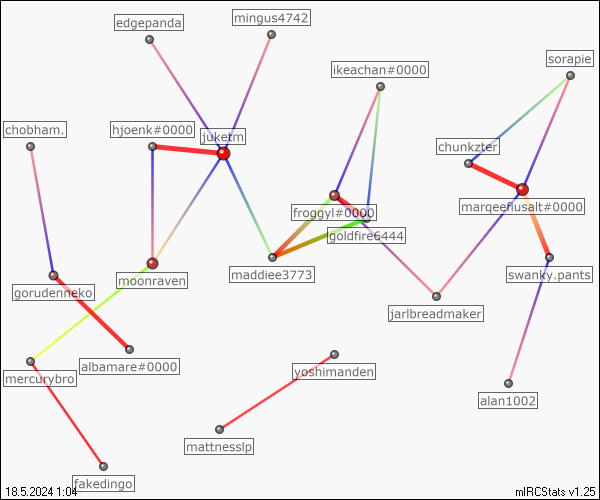 edgepanda
mingus4742
ikeachan#0000
sorapie
chobham.
hjoenk#0000
juketm
chunkzter
froggyl#0000
marqeefiusalt#0000
goldfire6444
moonraven
maddiee3773
swanky.pants
gorudenneko
jarlbreadmaker
albamare#0000
mercurybro
yoshimanden
alan1002
mattnesslp
fakedingo
18.5.2024 1:04
mIRCStats v1.25